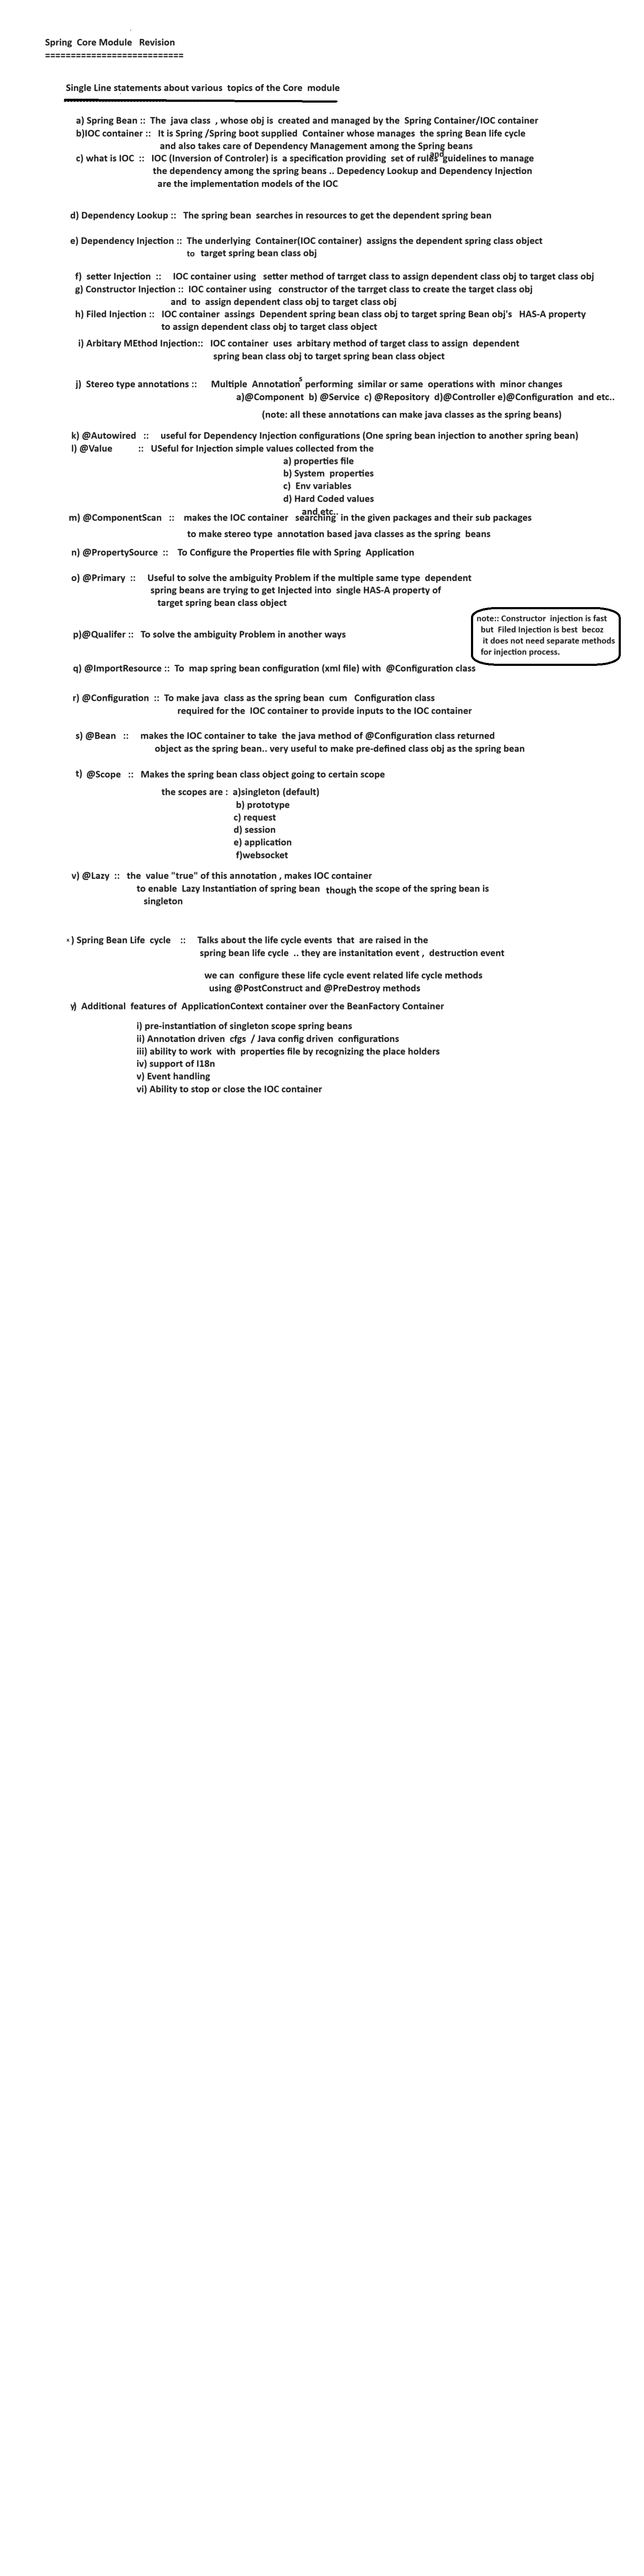 Spring Core Module Revision
===========================
Single Line statements about various topics of the Core module
a) Spring Bean :: The java class , whose obj is created and managed by the Spring Container/IOC container
b)IOC container :: It is Spring /Spring boot supplied Container whose manages the spring Bean life cycle
and also takes care of Dependency Management among the Spring beans
c) what is IOC :: IOC (Inversion of Controler) is a specification providing set of rules and guidelines to manage
the dependency among the spring beans .. Depedency Lookup and Dependency Injection
are the implementation models of the IOC
d) Dependency Lookup :: The spring bean searches in resources to get the dependent spring bean
e) Dependency Injection :: The underlying Container(IOC container) assigns the dependent spring class object
to target spring bean class obj
f) setter Injection :: IOC container using setter method of tarrget class to assign dependent class obj to target class obj
g) Constructor Injection :: IOC container using constructor of the tarrget class to create the target class obj
and to assign dependent class obj to target class obj
h) Filed Injection :: IOC container assings Dependent spring bean class obj to target spring Bean obj's HAS-A property
to assign dependent class obj to target class object
i) Arbitary MEthod Injection:: IOC container uses arbitary method of target class to assign dependent
spring bean class obj to target spring bean class object
j) Stereo type annotations :: Multiple Annotations performing similar or same operations with minor changes
a)@Component b) @Service c) @Repository d)@Controller e)@Configuration and etc..
(note: all these annotations can make java classes as the spring beans)
k) @Autowired :: useful for Dependency Injection configurations (One spring bean injection to another spring bean)
l) @Value :: USeful for Injection simple values collected from the
a) properties file
b) System properties
c) Env variables
d) Hard Coded values
and etc..
m) @ComponentScan :: makes the IOC container searching in the given packages and their sub packages
to make stereo type annotation based java classes as the spring beans
n) @PropertySource :: To Configure the Properties file with Spring Application
o) @Primary :: Useful to solve the ambiguity Problem if the multiple same type dependent
spring beans are trying to get Injected into single HAS-A property of
target spring bean class object
note:: Constructor injection is fast
but Filed Injection is best becoz
it does not need separate methods
for injection process.
p)@Qualifer :: To solve the ambiguity Problem in another ways
q) @ImportResource :: To map spring bean configuration (xml file) with @Configuration class
r) @Configuration :: To make java class as the spring bean cum Configuration class
required for the IOC container to provide inputs to the IOC container
s) @Bean :: makes the IOC container to take the java method of @Configuration class returned
object as the spring bean.. very useful to make pre-defined class obj as the spring bean
t) @Scope :: Makes the spring bean class object going to certain scope
the scopes are : a)singleton (default)
b) prototype
c) request
d) session
e) application
f)websocket
v) @Lazy :: the value "true" of this annotation , makes IOC container
to enable Lazy Instantiation of spring bean though the scope of the spring bean is
singleton
x) Spring Bean Life cycle :: Talks about the life cycle events that are raised in the
spring bean life cycle .. they are instanitation event , destruction event
we can configure these life cycle event related life cycle methods
using @PostConstruct and @PreDestroy methods
y) Additional features of ApplicationContext container over the BeanFactory Container
i) pre-instantiation of singleton scope spring beans
ii) Annotation driven cfgs / Java config driven configurations
iii) ability to work with properties file by recognizing the place holders
iv) support of I18n
v) Event handling
vi) Ability to stop or close the IOC container